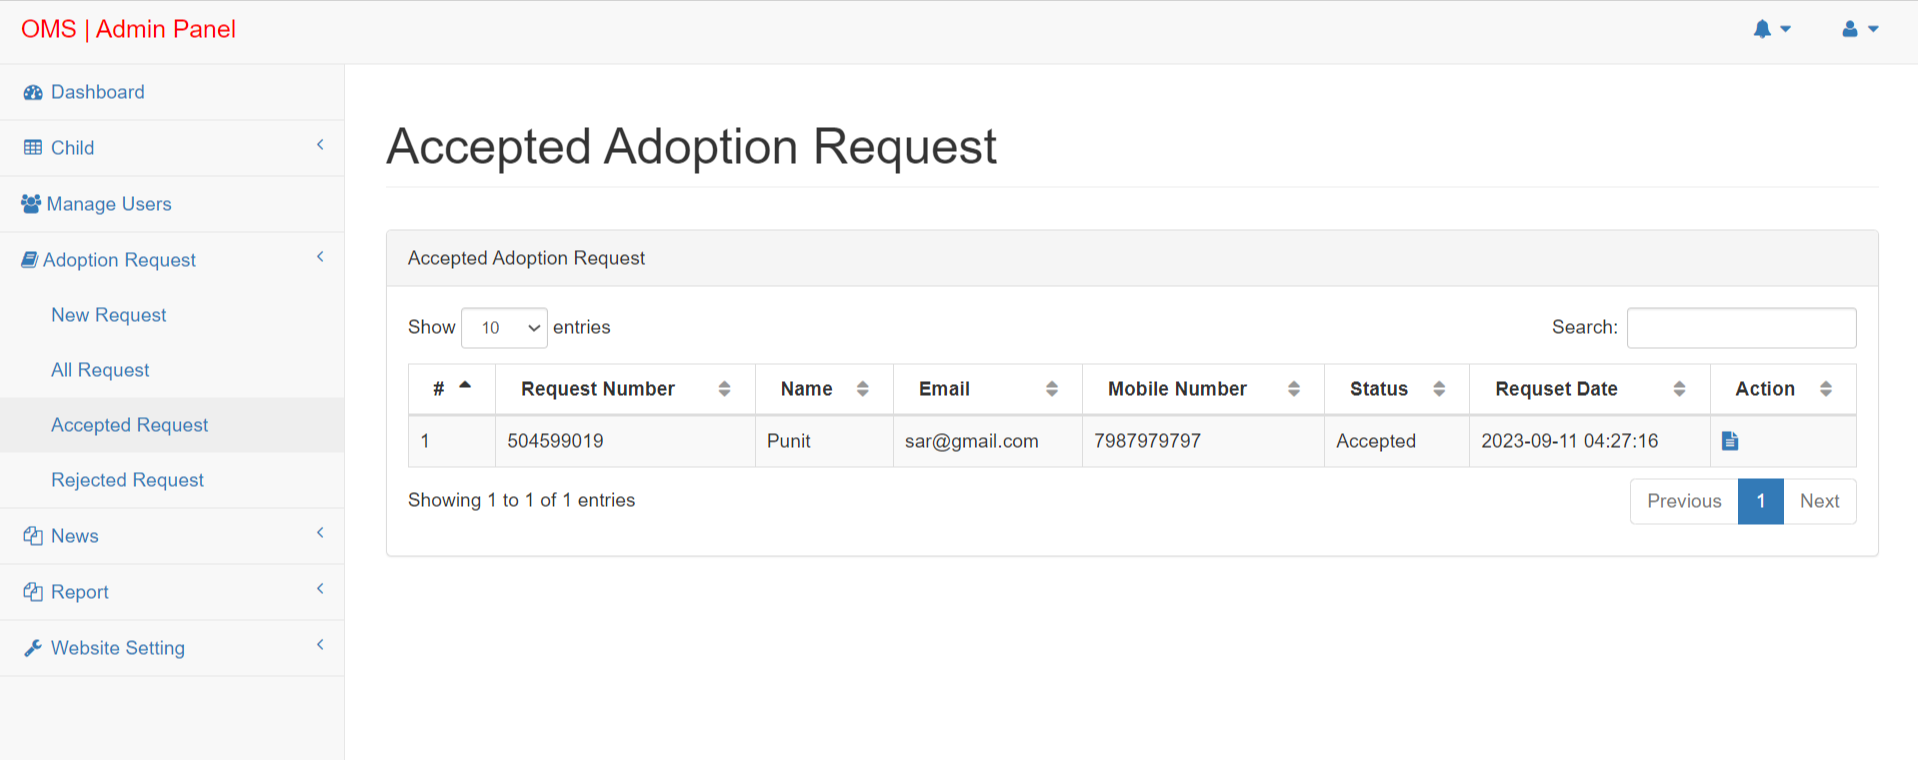 OMS | Admin Panel
Dashboard
Child
Manage Users
Adoption Request
New Request
All Request
Accepted Request
Rejected Request
News
Report
Website Setting
Accepted Adoption Request
Accepted Adoption Request
Show 10 entries
Search:
# Request Number Name Email Mobile Number Status Requset Date Action
1 504599019 Punit sar@gmail.com 7987979797 Accepted 2023-09-11 04:27:16
Showing 1 to 1 of 1 entries
Previous 1 Next